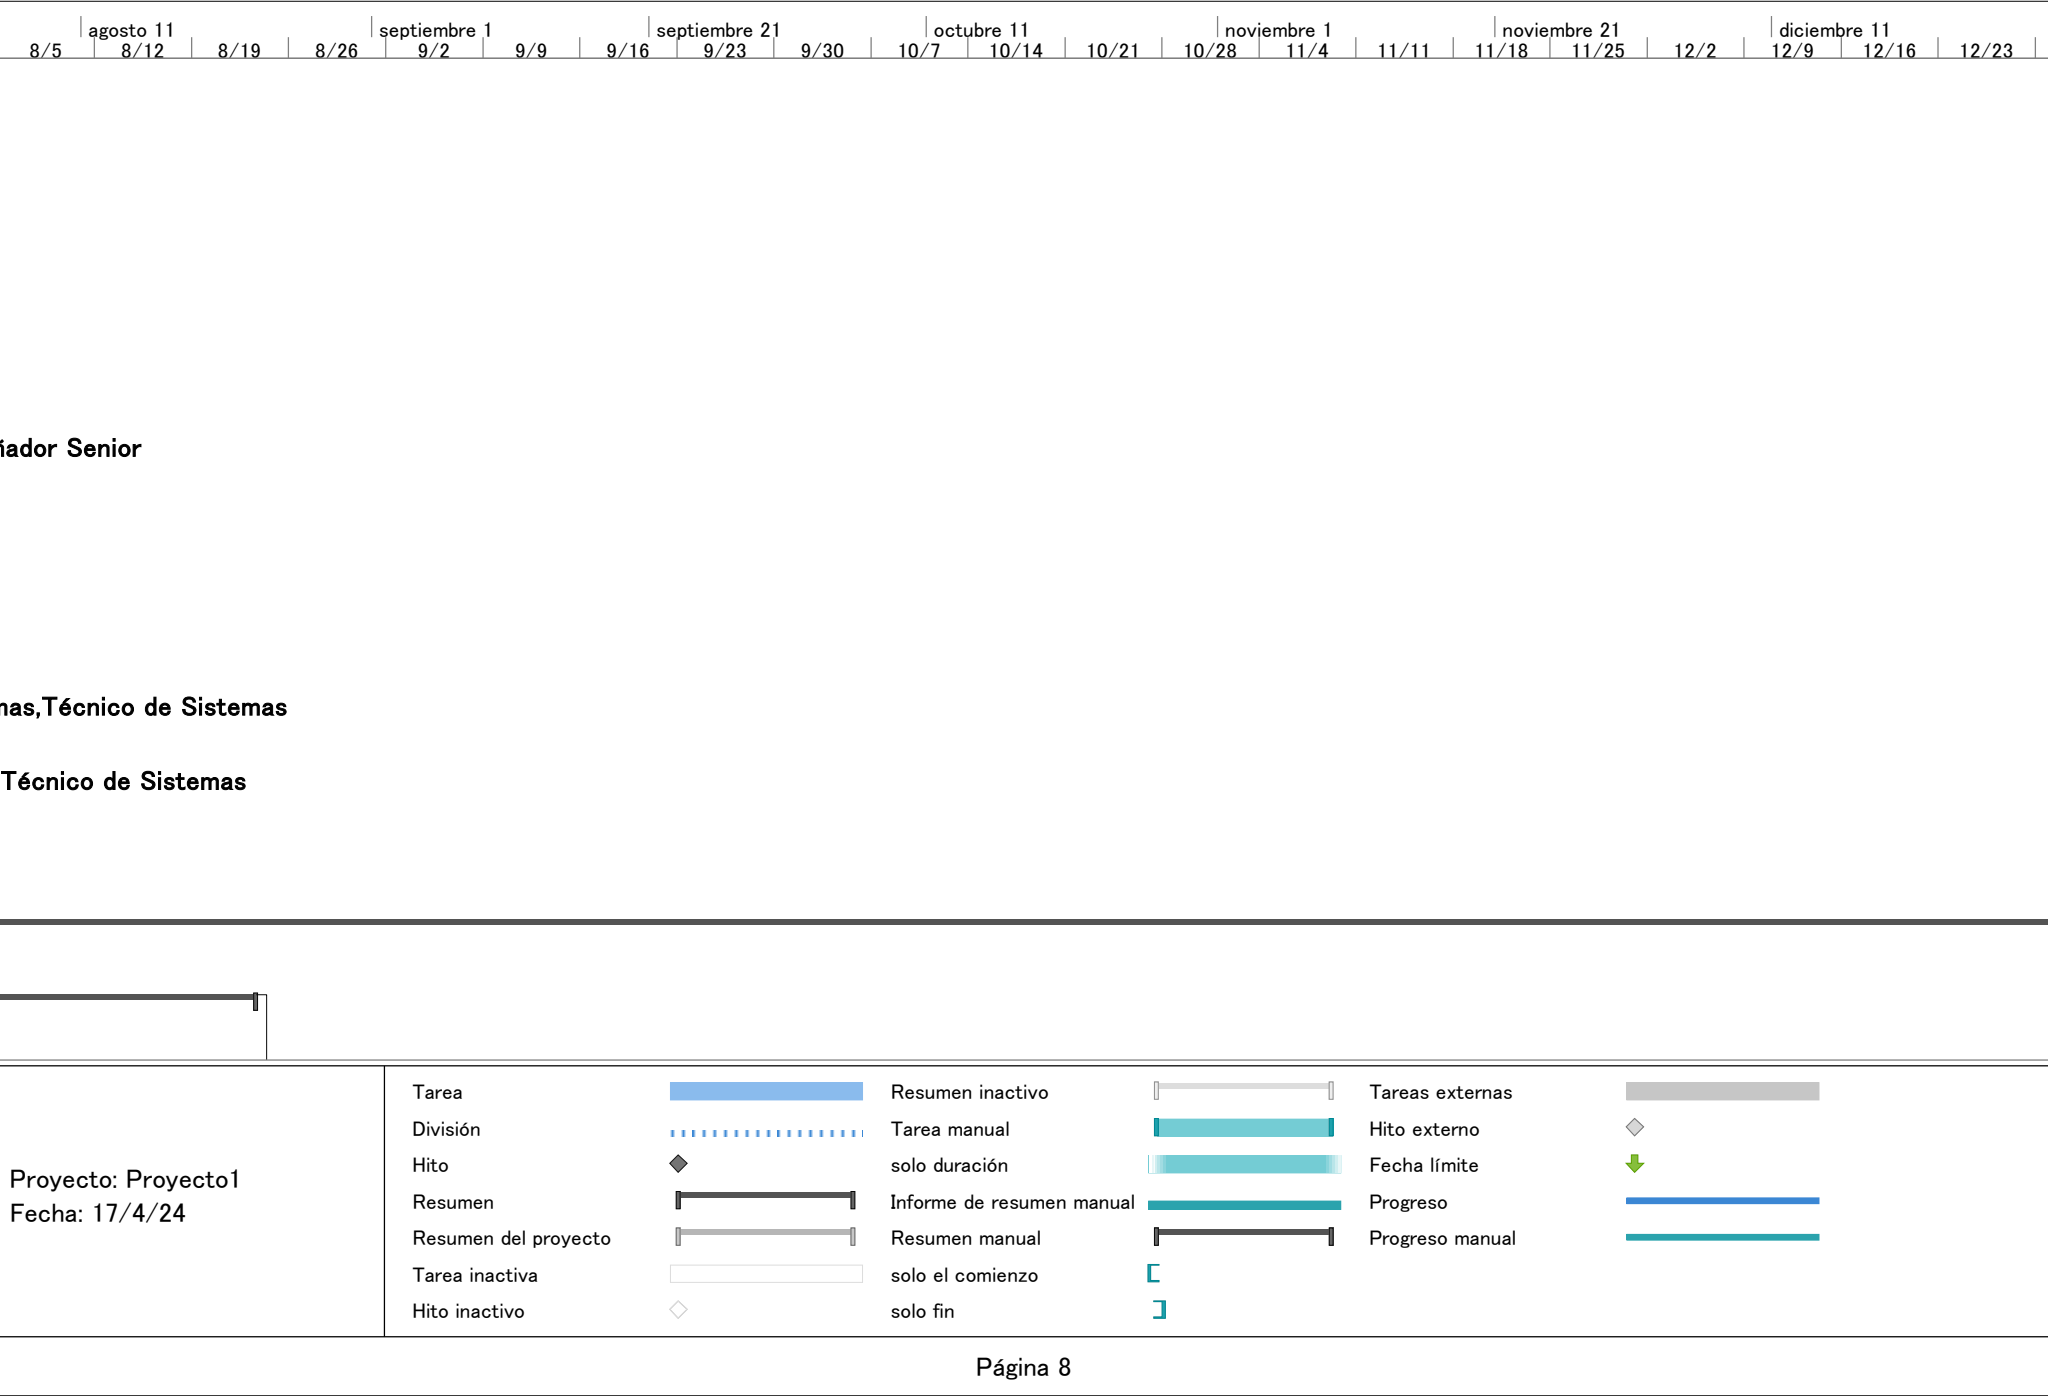 agosto 11 septiembre 1 septiembre 21 octubre 11 noviembre 1 noviembre 21 diciembre 11
8/5 8/12 8/19 8/26 9/2 9/9 9/16 9/23 9/30 10/7 10/14 10/21 10/28 11/4 11/11 11/18 11/25 12/2 12/9 12/16 12/23
ñador Senior
mas,Técnico de Sistemas
Técnico de Sistemas
Proyecto: Proyecto1
Fecha: 17/4/24
Tarea
División
Hito
Resumen
Resumen del proyecto
Tarea inactiva
Hito inactivo
Resumen inactivo
Tarea manual
solo duración
Informe de resumen manual
Resumen manual
solo el comienzo
solo fin
Tareas externas
Hito externo
Fecha límite
Progreso
Progreso manual
Página 8